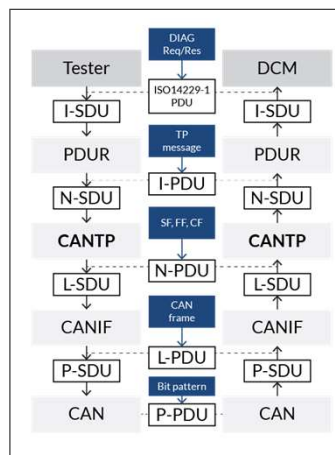 DIAG
Req/Res
Tester
DCM
ISO14229-1
PDU
I-SDU
I-SDU
TP
message
PDUR
PDUR
I-PDU
N-SDU
N-SDU
SF, FF, CF
CANTP
CANTP
N-PDU
L-SDU
L-SDU
CAN
frame
CANIF
CANIF
L-PDU
P-SDU
P-SDU
Bit pattern
CAN
P-PDU
CAN